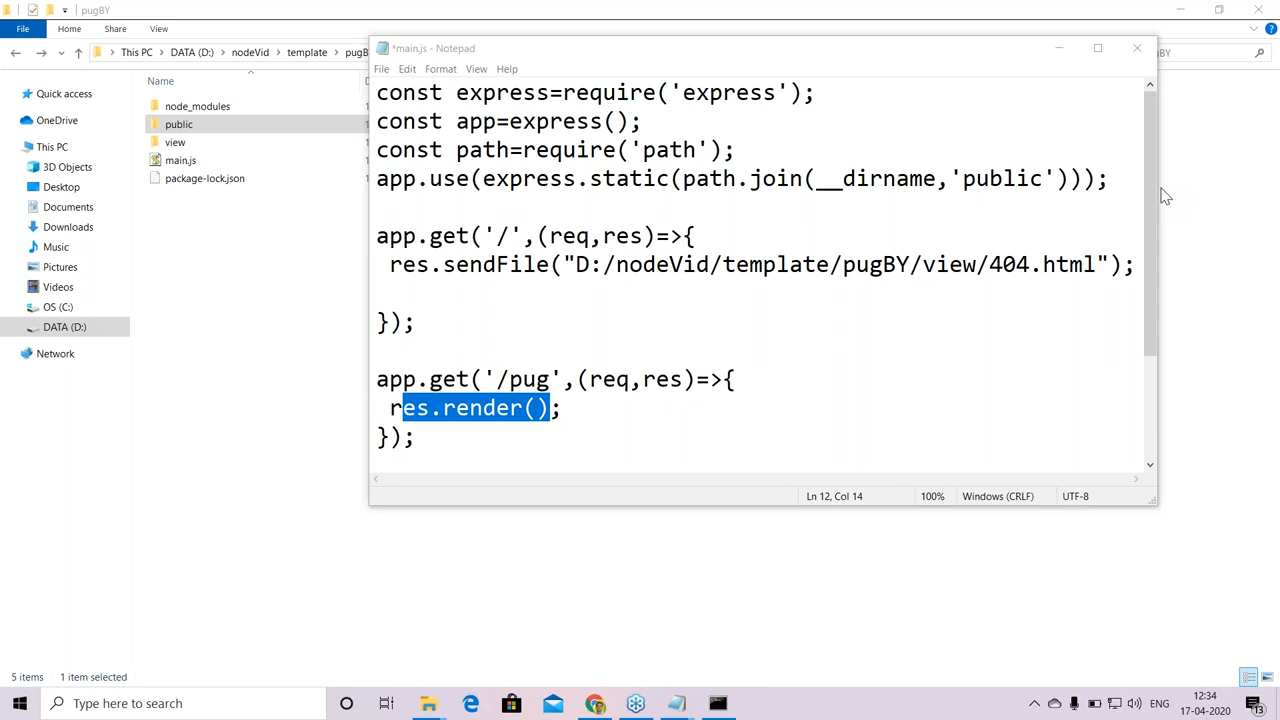 pugBY
File
Home
Share
View
This PC
DATA (D:)
nodeVid
template
pugB
BY
Name
Quick access
OneDrive
This PC
3D Objects
Desktop
Documents
Downloads
Music
Pictures
Videos
OS (C:)
DATA (D:)
Network
node_modules
public
view
main.js
package-lock.json
*main.js - Notepad
File Edit Format View Help
const express=require('express');
const app=express();
const path=require('path');
app.use(express.static(path.join(__dirname,'public')));
app.get('/',(req,res)=>{
res.sendFile("D:/nodeVid/template/pugBY/view/404.html");
});
app.get('/pug',(req,res)=>{
res.render();
});
Ln 12, Col 14
100%
Windows (CRLF)
UTF-8
5 items 1 item selected
Type here to search
ENG
12:34
17-04-2020
13